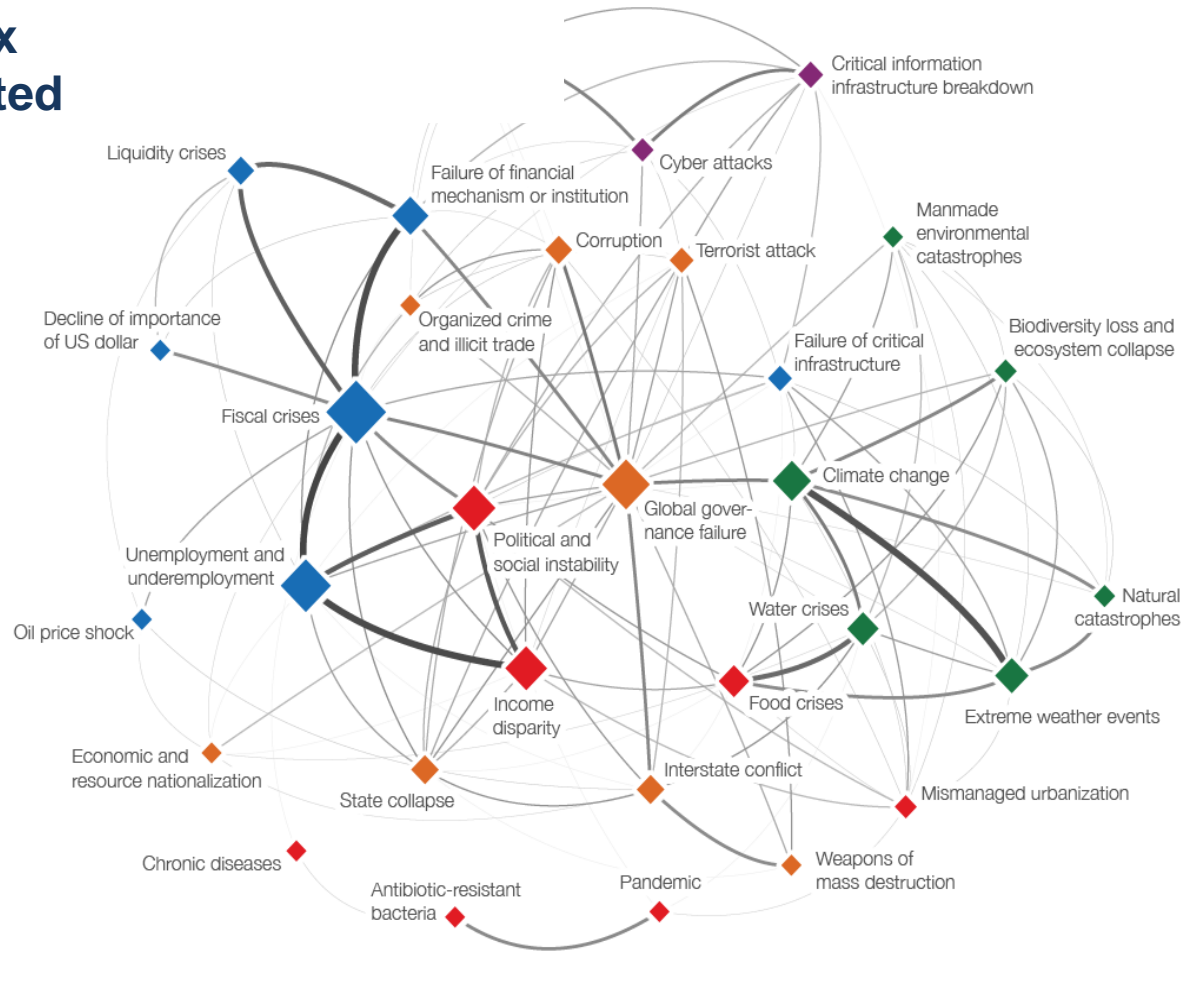 x
ted
Critical information
infrastructure breakdown
Liquidity crises
Cyber attacks
Failure of financial
mechanism or institution
Manmade
environmental
catastrophes
Corruption
Terrorist attack
Decline of importance
of US dollar
Organized crime
and illicit trade
Failure of critical
infrastructure
Biodiversity loss and
ecosystem collapse
Fiscal crises
Climate change
Global gover-
nance failure
Political and
social instability
Unemployment and
underemployment
Water crises
Natural
catastrophes
Oil price shock
Income
disparity
Food crises
Extreme weather events
Economic and
resource nationalization
State collapse
Interstate conflict
Mismanaged urbanization
Chronic diseases
Weapons of
mass destruction
Antibiotic-resistant
bacteria
Pandemic